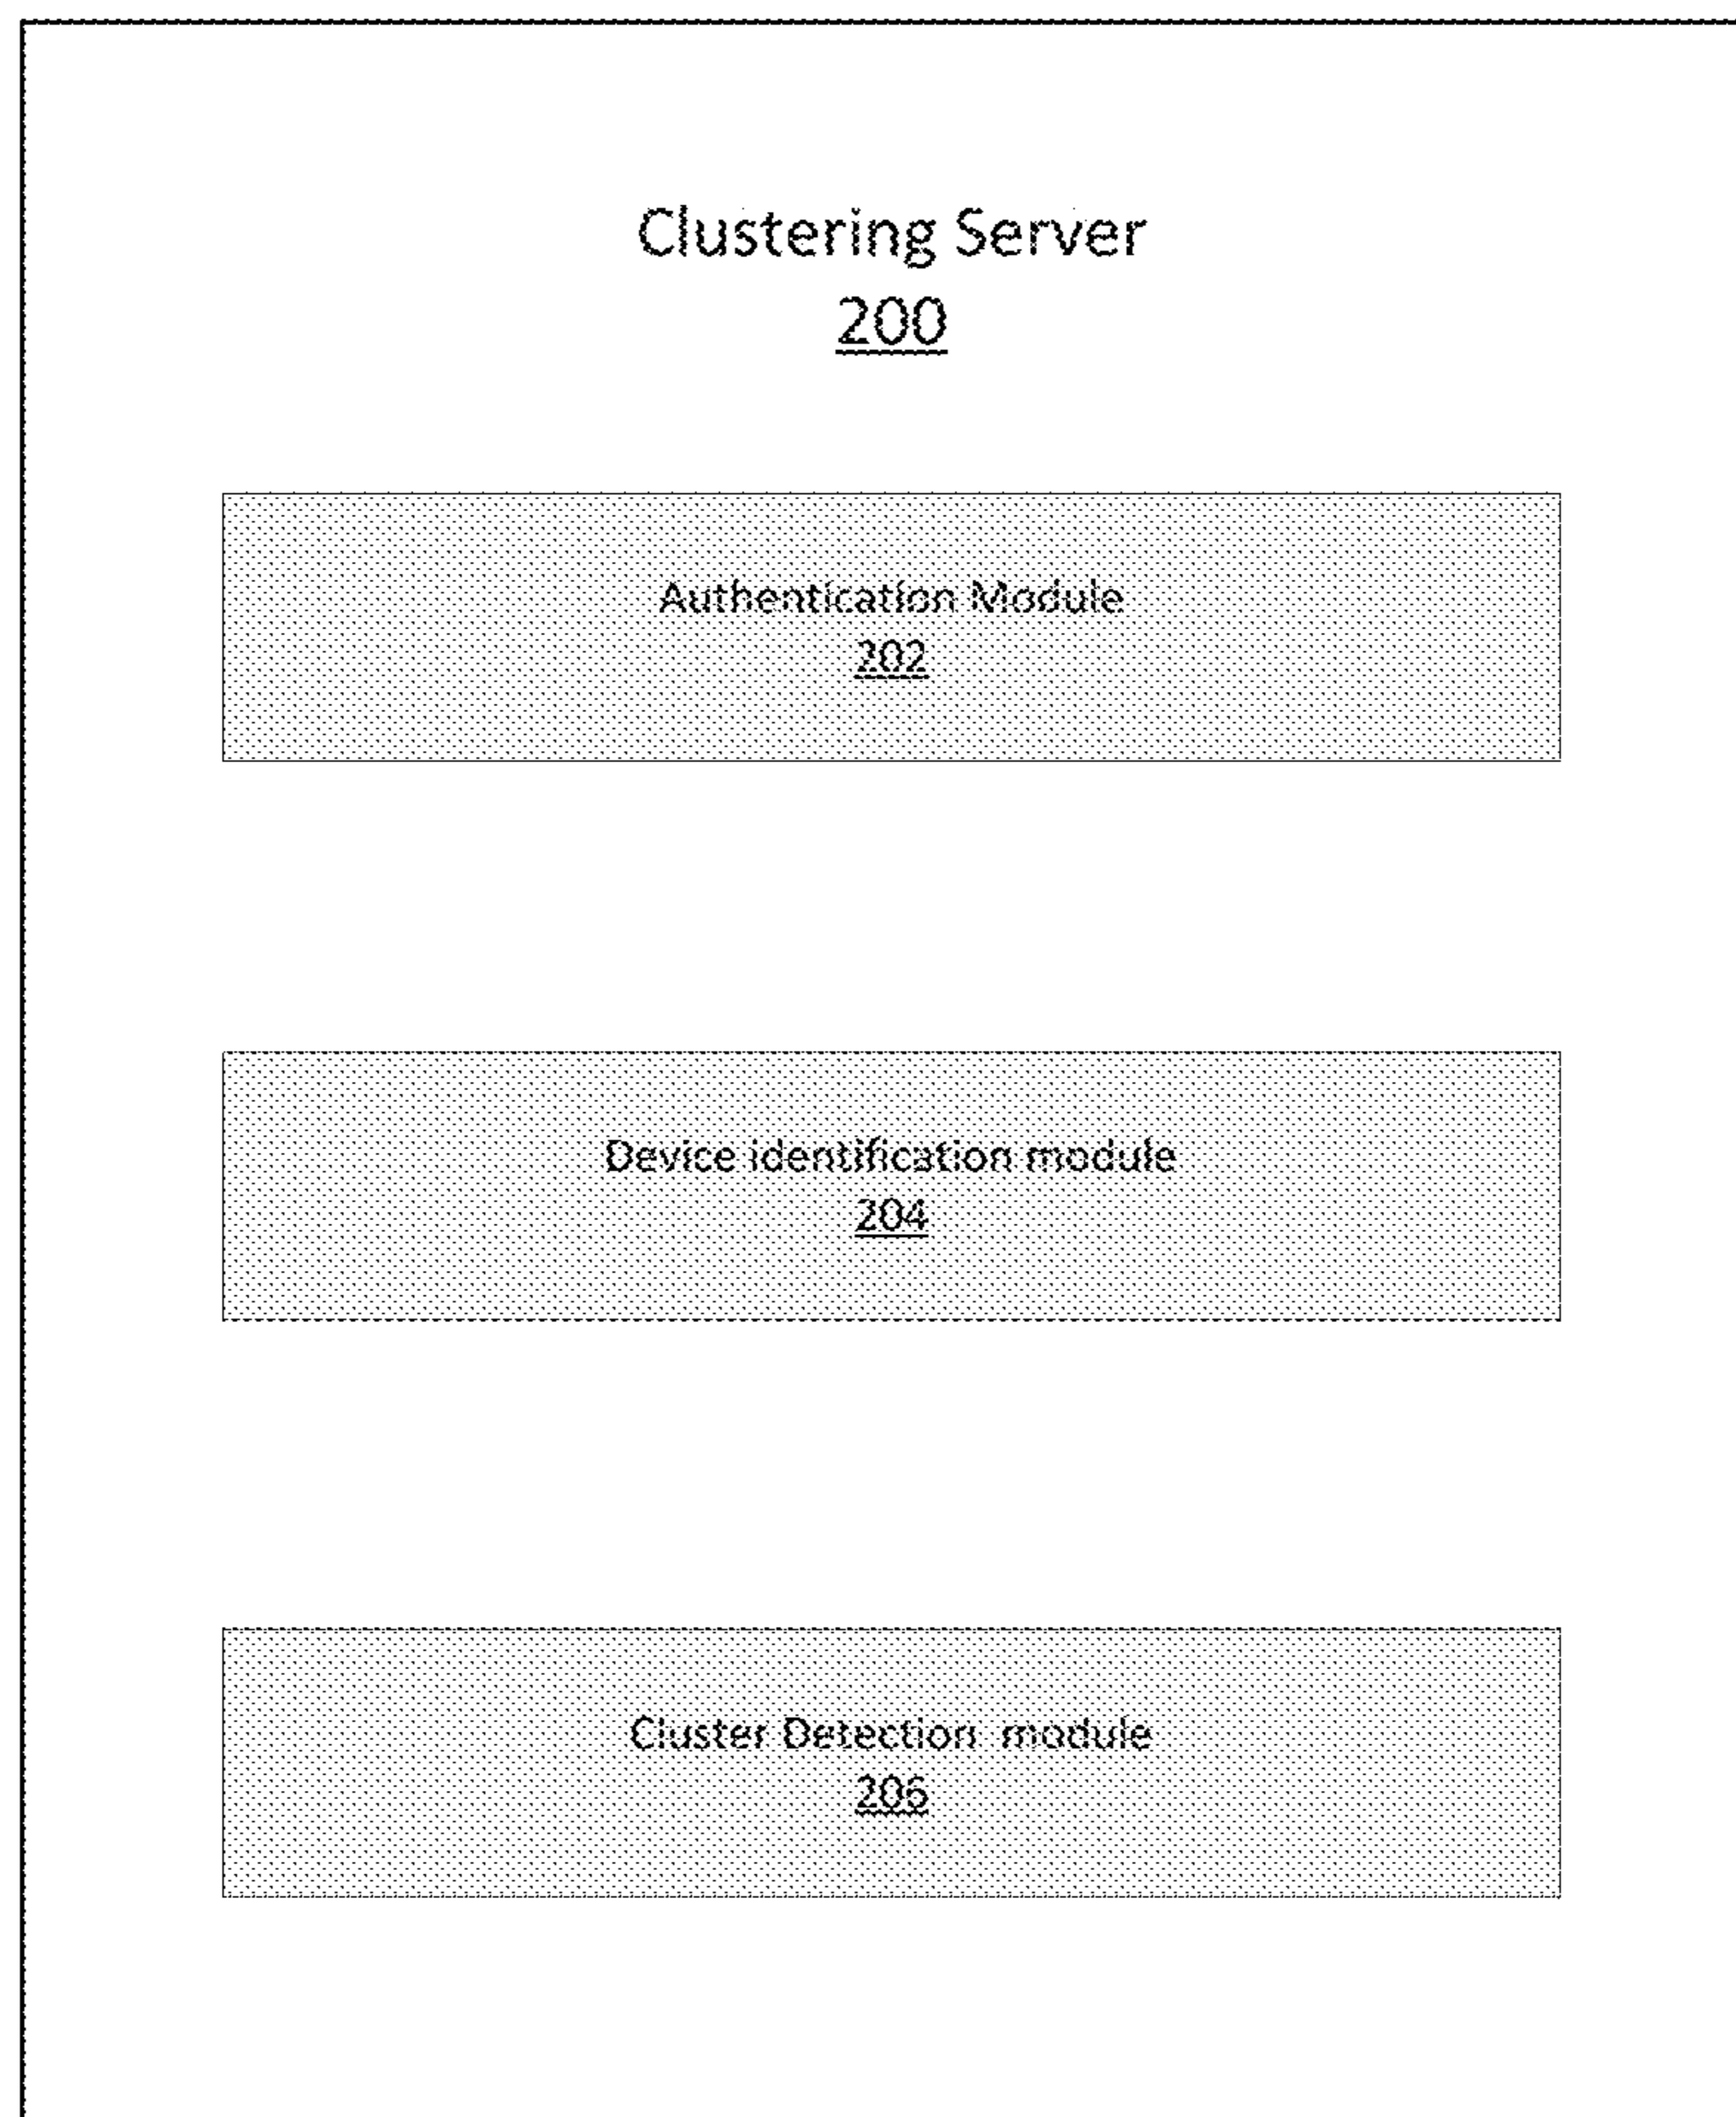 Clustering Server
200
Authentication Module
202
Device identification module
204
Cluster Detection module
206